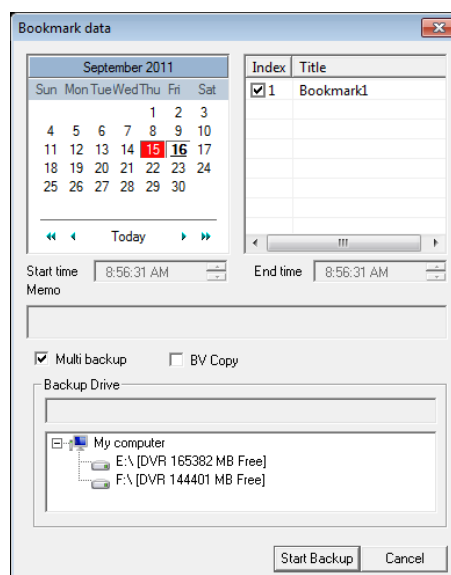 Bookmark data
September 2011
Sun Mon Tue Wed Thu Fri Sat
1 2 3
4 5 6 7 8 9 10
11 12 13 14 15 16 17
18 19 20 21 22 23 24
25 26 27 28 29 30
Today
Index Title
1 Bookmark1
Start time 8:56:31 AM
End time 8:56:31 AM
Memo
Multi backup
BV Copy
Backup Drive
My computer
E:\ [DVR 165382 MB Free]
F:\ [DVR 144401 MB Free]
Start Backup Cancel